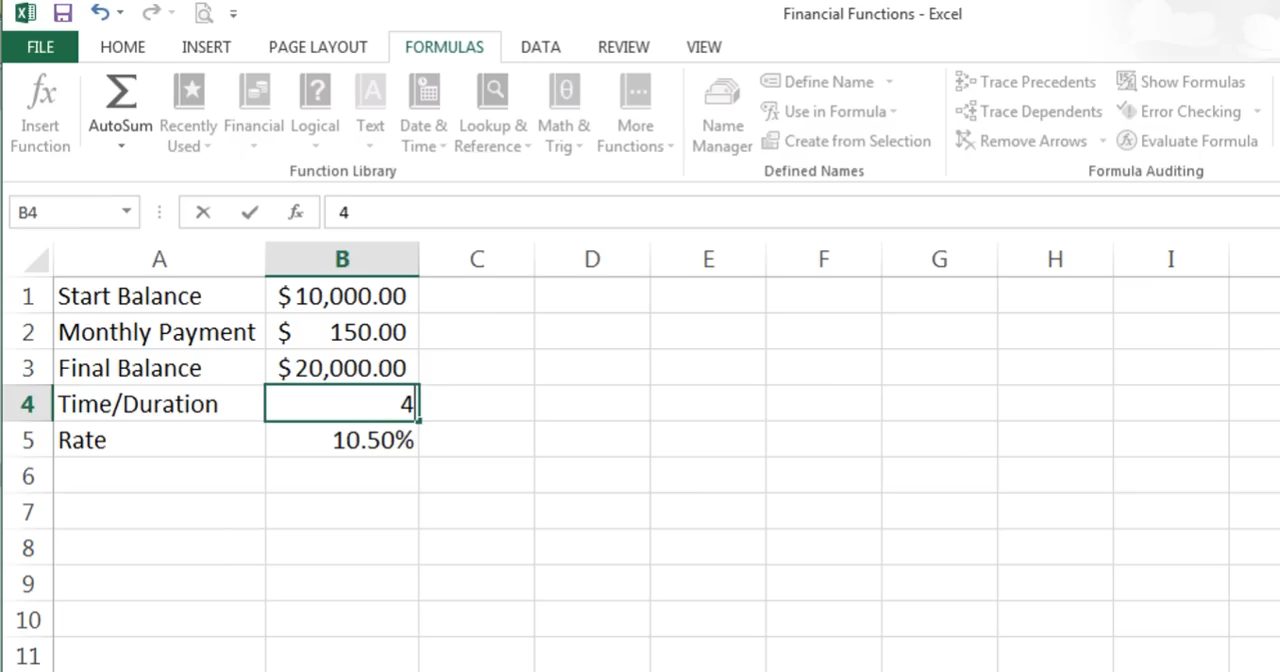 Financial Functions - Excel
FILE HOME INSERT PAGE LAYOUT FORMULAS DATA REVIEW VIEW
fx Σ ? A θ
Insert Function
AutoSum
Recently Used
Financial
Logical
Text
Date & Time
Lookup & Reference
Math & Trig
More Functions
Function Library
Name Manager
Define Name
Use in Formula
Create from Selection
Defined Names
Trace Precedents
Trace Dependents
Remove Arrows
Show Formulas
Error Checking
Evaluate Formula
Formula Auditing
B4 fx 4
A B C D E F G H I
1 Start Balance $10,000.00
2 Monthly Payment $ 150.00
3 Final Balance $20,000.00
4 Time/Duration 4
5 Rate 10.50%
6
7
8
9
10
11